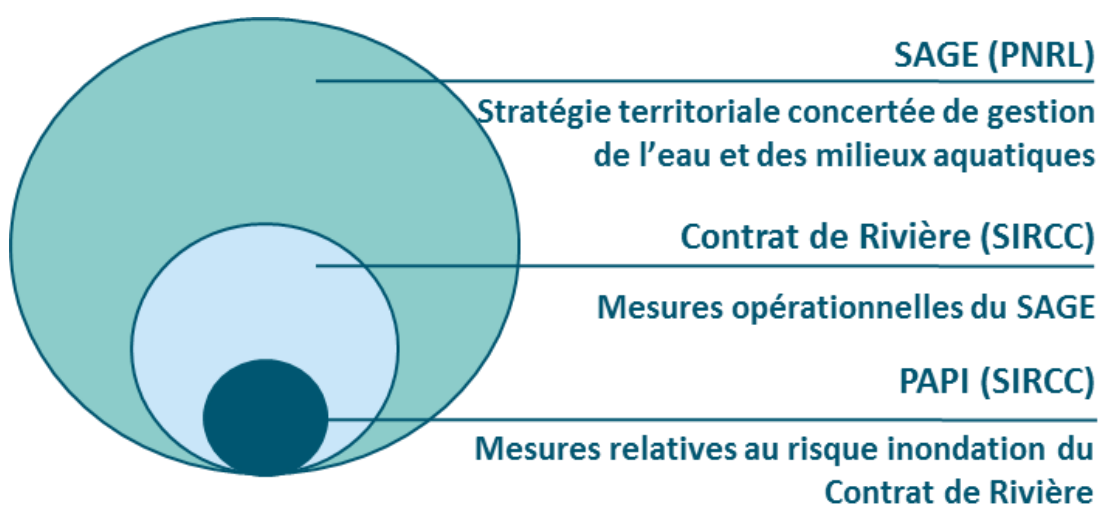 SAGE (PNRL)
Stratégie territoriale concertée de gestion
de l’eau et des milieux aquatiques
Contrat de Rivière (SIRCC)
Mesures opérationnelles du SAGE
PAPI (SIRCC)
Mesures relatives au risque inondation du
Contrat de Rivière